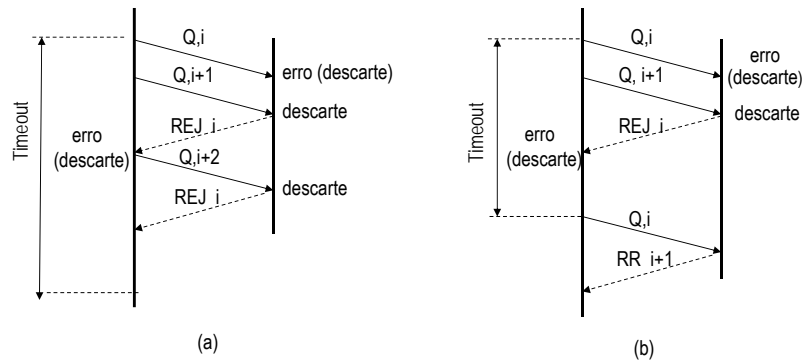 Timeout
Q,i
Q,i+1
erro (descarte)
descarte
REJ i
erro
(descarte)
Q,i+2
descarte
REJ i
(a)
Timeout
Q,i
Q, i+1
erro
(descarte)
descarte
REJ i
erro
(descarte)
Q,i
RR i+1
(b)